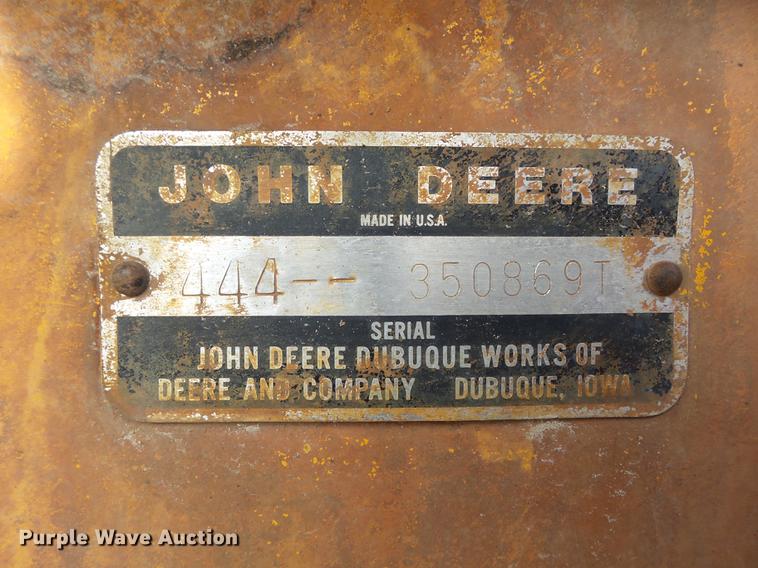 JOHN DEERE
MADE IN U.S.A.
444-- 350869T
SERIAL
JOHN DEERE DUBUQUE WORKS OF
DEERE AND COMPANY DUBUQUE, IOWA
Purple Wave Auction